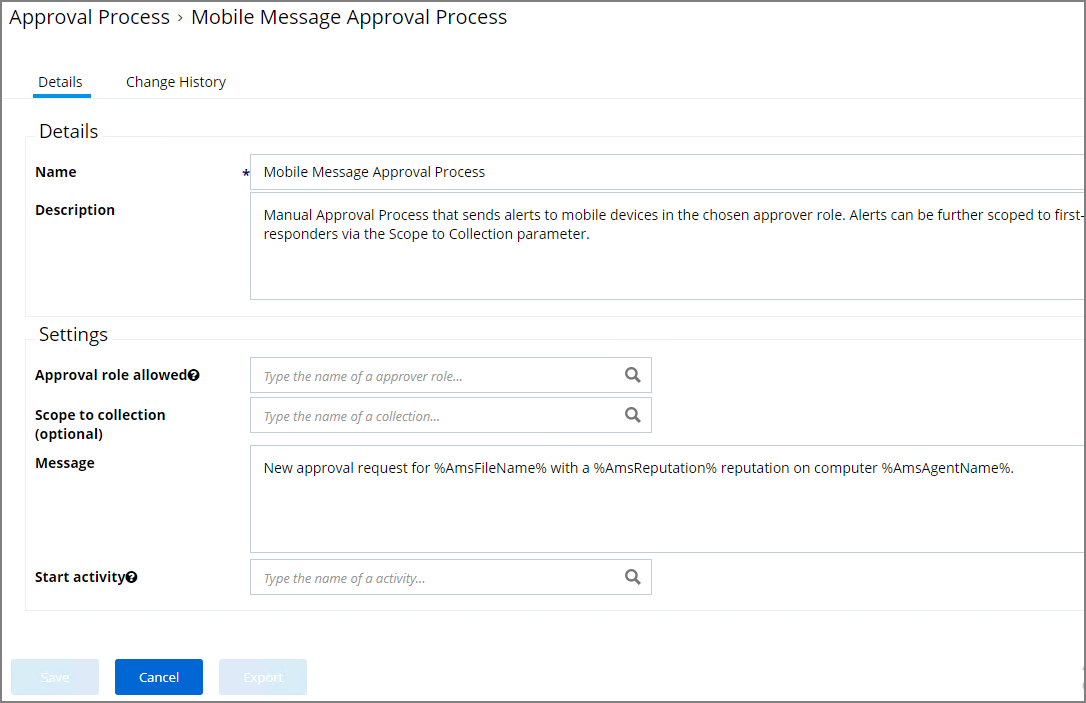 Approval Process › Mobile Message Approval Process
Details
Change History
Details
Name
* Mobile Message Approval Process
Description
Manual Approval Process that sends alerts to mobile devices in the chosen approver role. Alerts can be further scoped to first-
responders via the Scope to Collection parameter.
Settings
Approval role allowed
Type the name of a approver role...
Scope to collection
(optional)
Type the name of a collection...
Message
New approval request for %AmsFileName% with a %AmsReputation% reputation on computer %AmsAgentName%.
Start activity
Type the name of a activity...
Save
Cancel
Export